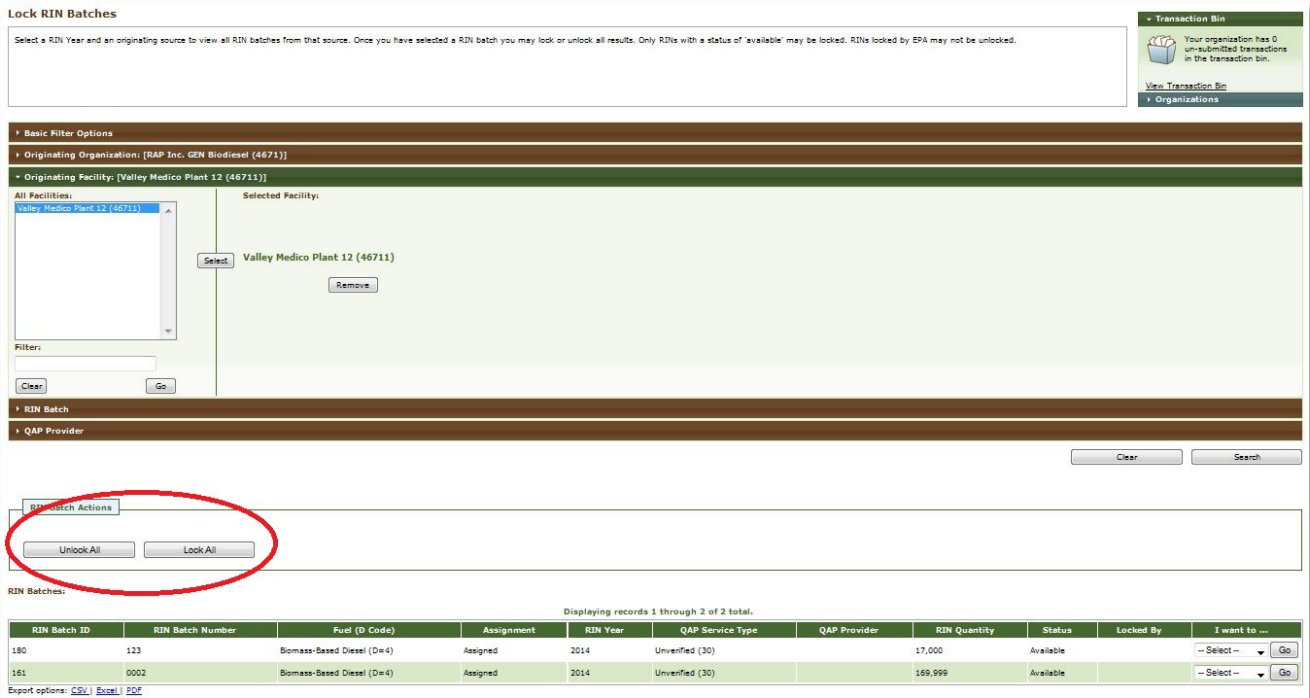 Lock RIN Batches
Select a RIN Year and an originating source to view all RIN batches from that source. Once you have selected a RIN batch you may lock or unlock all results. Only RINs with a status of 'available' may be locked. RINs locked by EPA may not be unlocked.
Transaction Bin
Your organization has 0
un-submitted transactions
in the transaction bin.
View Transaction Bin
Organizations
Basic Filter Options
Originating Organization: [RAP Inc. GEN Biodiesel (4671)]
Originating Facility: [Valley Medico Plant 12 (46711)]
All Facilities:
Selected Facility:
Valley Medico Plant 12 (46711)
Select
Valley Medico Plant 12 (46711)
Remove
Filter:
Clear Go
RIN Batch
QAP Provider
Clear Search
RIN Batch Actions
Unlock All Lock All
RIN Batches:
Displaying records 1 through 2 of 2 total.
RIN Batch ID RIN Batch Number Fuel (D Code) Assignment RIN Year QAP Service Type QAP Provider RIN Quantity Status Locked By I want to ...
180 123 Biomass-Based Diesel (D=4) Assigned 2014 Unverified (30) 17,000 Available -- Select -- Go
161 0002 Biomass-Based Diesel (D=4) Assigned 2014 Unverified (30) 169,999 Available -- Select -- Go
Export options: CSV | Excel | PDF